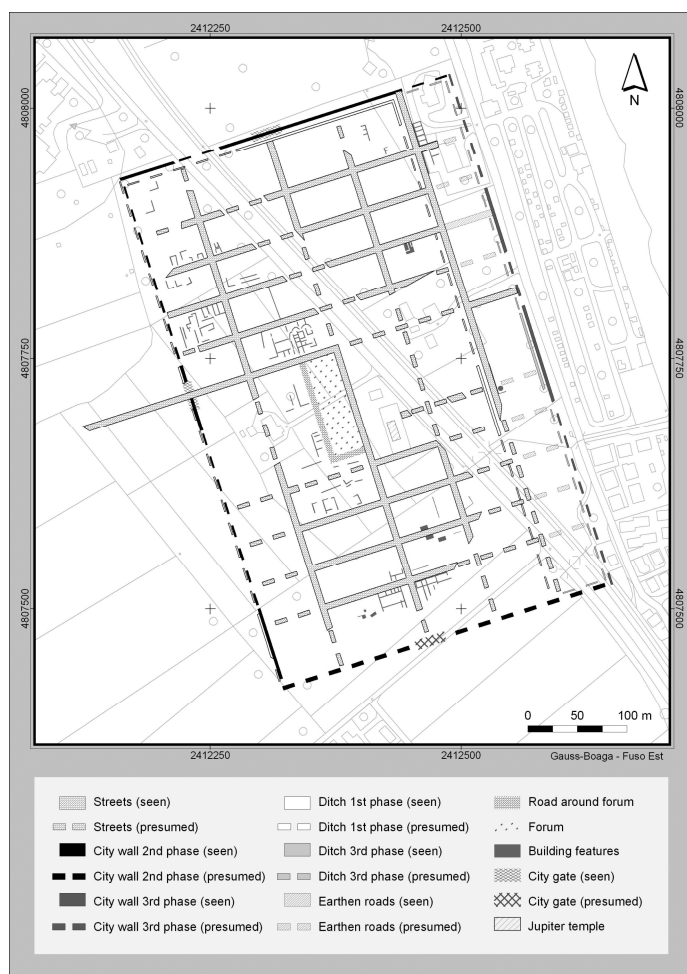 2412250 2412500
4808000 4808000
N
4807750 4807750
4807500 4807500
0 50 100 m
2412250 2412500
Gauss-Boaga - Fuso Est
Streets (seen) Ditch 1st phase (seen) Road around forum
Streets (presumed) Ditch 1st phase (presumed) Forum
City wall 2nd phase (seen) Ditch 3rd phase (seen) Building features
City wall 2nd phase (presumed) Ditch 3rd phase (presumed) City gate (seen)
City wall 3rd phase (seen) Earthen roads (seen) City gate (presumed)
City wall 3rd phase (presumed) Earthen roads (presumed) Jupiter temple